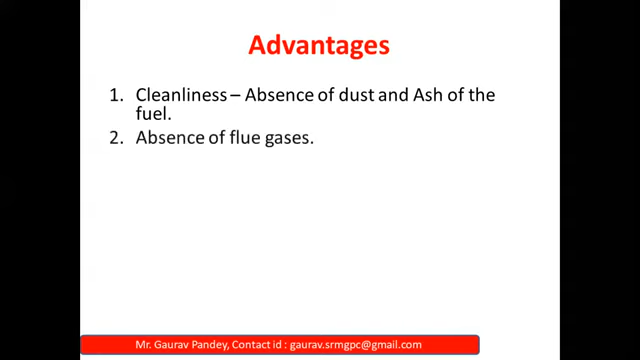 Advantages
1. Cleanliness – Absence of dust and Ash of the
fuel.
2. Absence of flue gases.
Mr. Gaurav Pandey, Contact id : gaurav.srmgpc@gmail.com